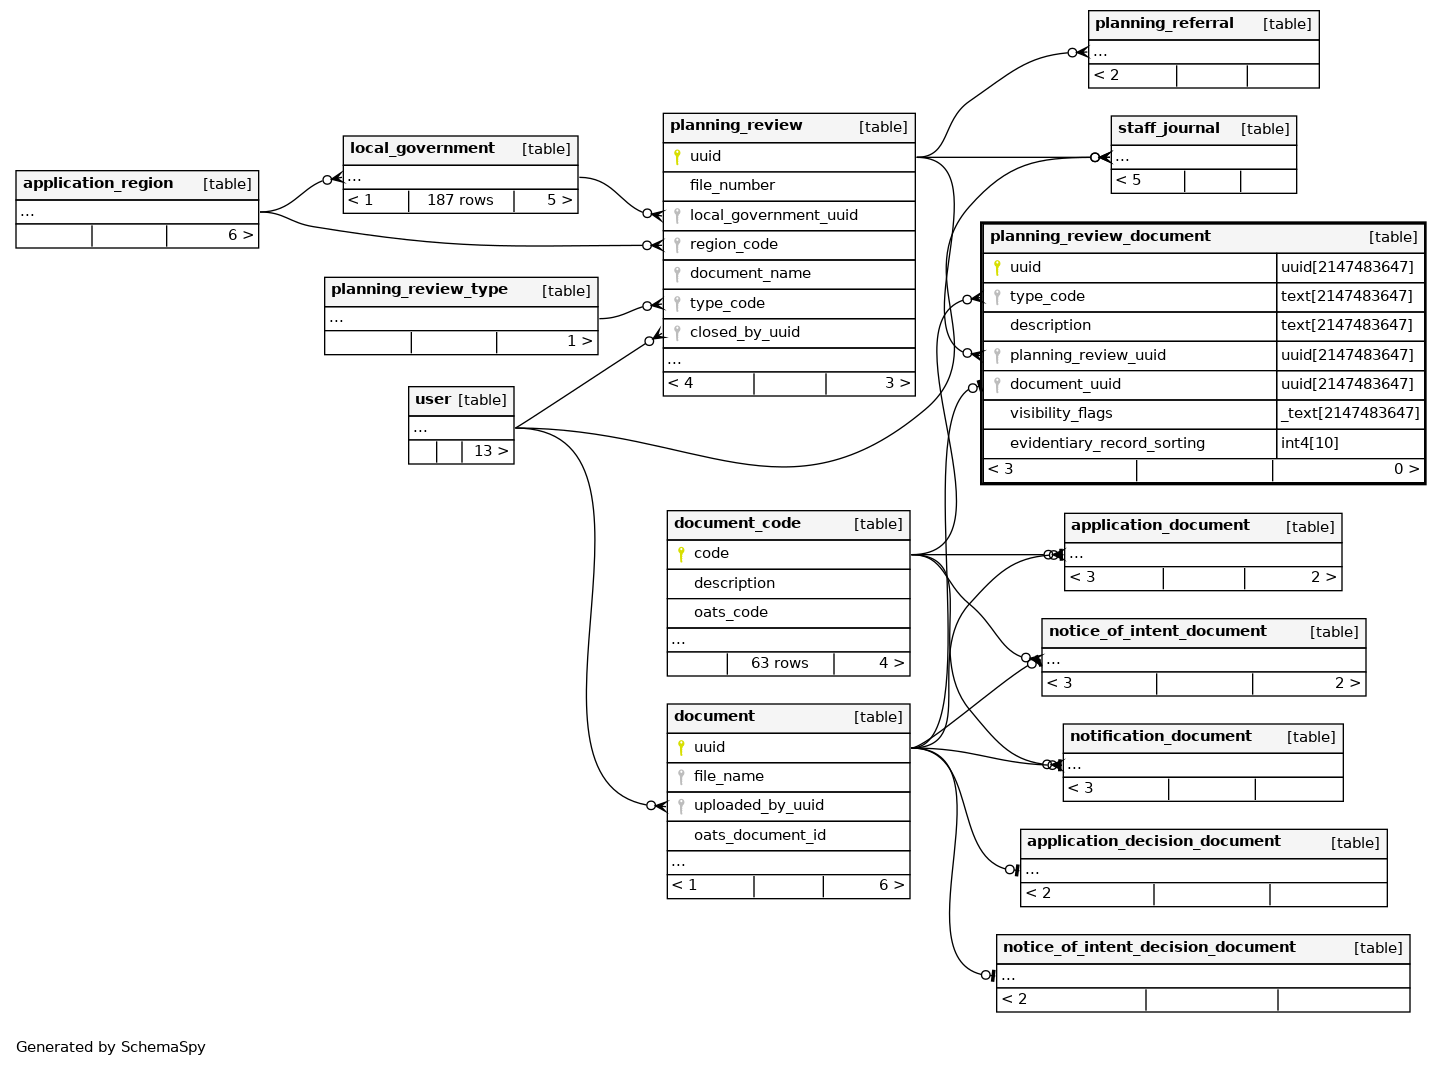 planning_referral [table]
...
< 2
staff_journal [table]
...
< 5
planning_review [table]
uuid
file_number
local_government_uuid
region_code
document_name
type_code
closed_by_uuid
...
< 4 3 >
local_government [table]
...
< 1 187 rows 5 >
application_region [table]
...
6 >
planning_review_type [table]
...
1 >
user [table]
...
13 >
planning_review_document [table]
uuid uuid[2147483647]
type_code text[2147483647]
description text[2147483647]
planning_review_uuid uuid[2147483647]
document_uuid uuid[2147483647]
visibility_flags _text[2147483647]
evidentiary_record_sorting int4[10]
< 3 0 >
document_code [table]
code
description
oats_code
...
63 rows 4 >
document [table]
uuid
file_name
uploaded_by_uuid
oats_document_id
...
< 1 6 >
application_document [table]
...
< 3 2 >
notice_of_intent_document [table]
...
< 3 2 >
notification_document [table]
...
< 3
application_decision_document [table]
...
< 2
notice_of_intent_decision_document [table]
...
< 2
Generated by SchemaSpy